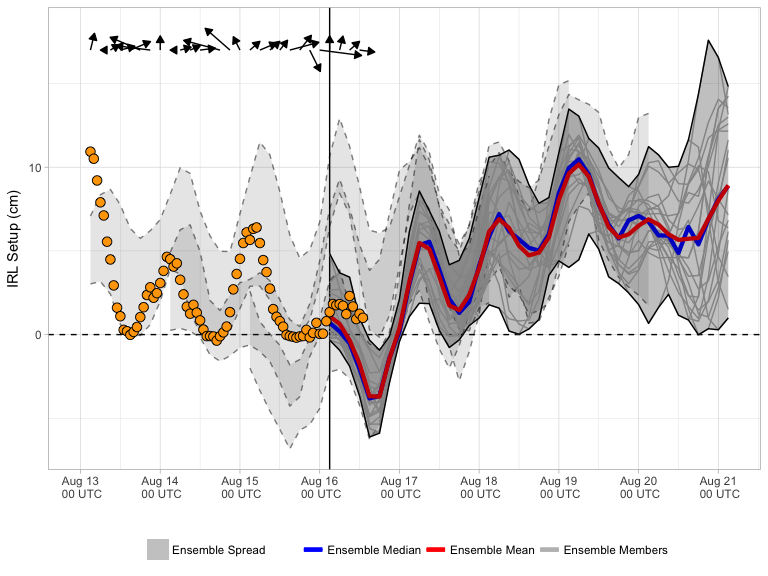 IRL Setup (cm)
10
0
Aug 13
00 UTC
Aug 14
00 UTC
Aug 15
00 UTC
Aug 16
00 UTC
Aug 17
00 UTC
Aug 18
00 UTC
Aug 19
00 UTC
Aug 20
00 UTC
Aug 21
00 UTC
Ensemble Spread
Ensemble Median
Ensemble Mean
Ensemble Members